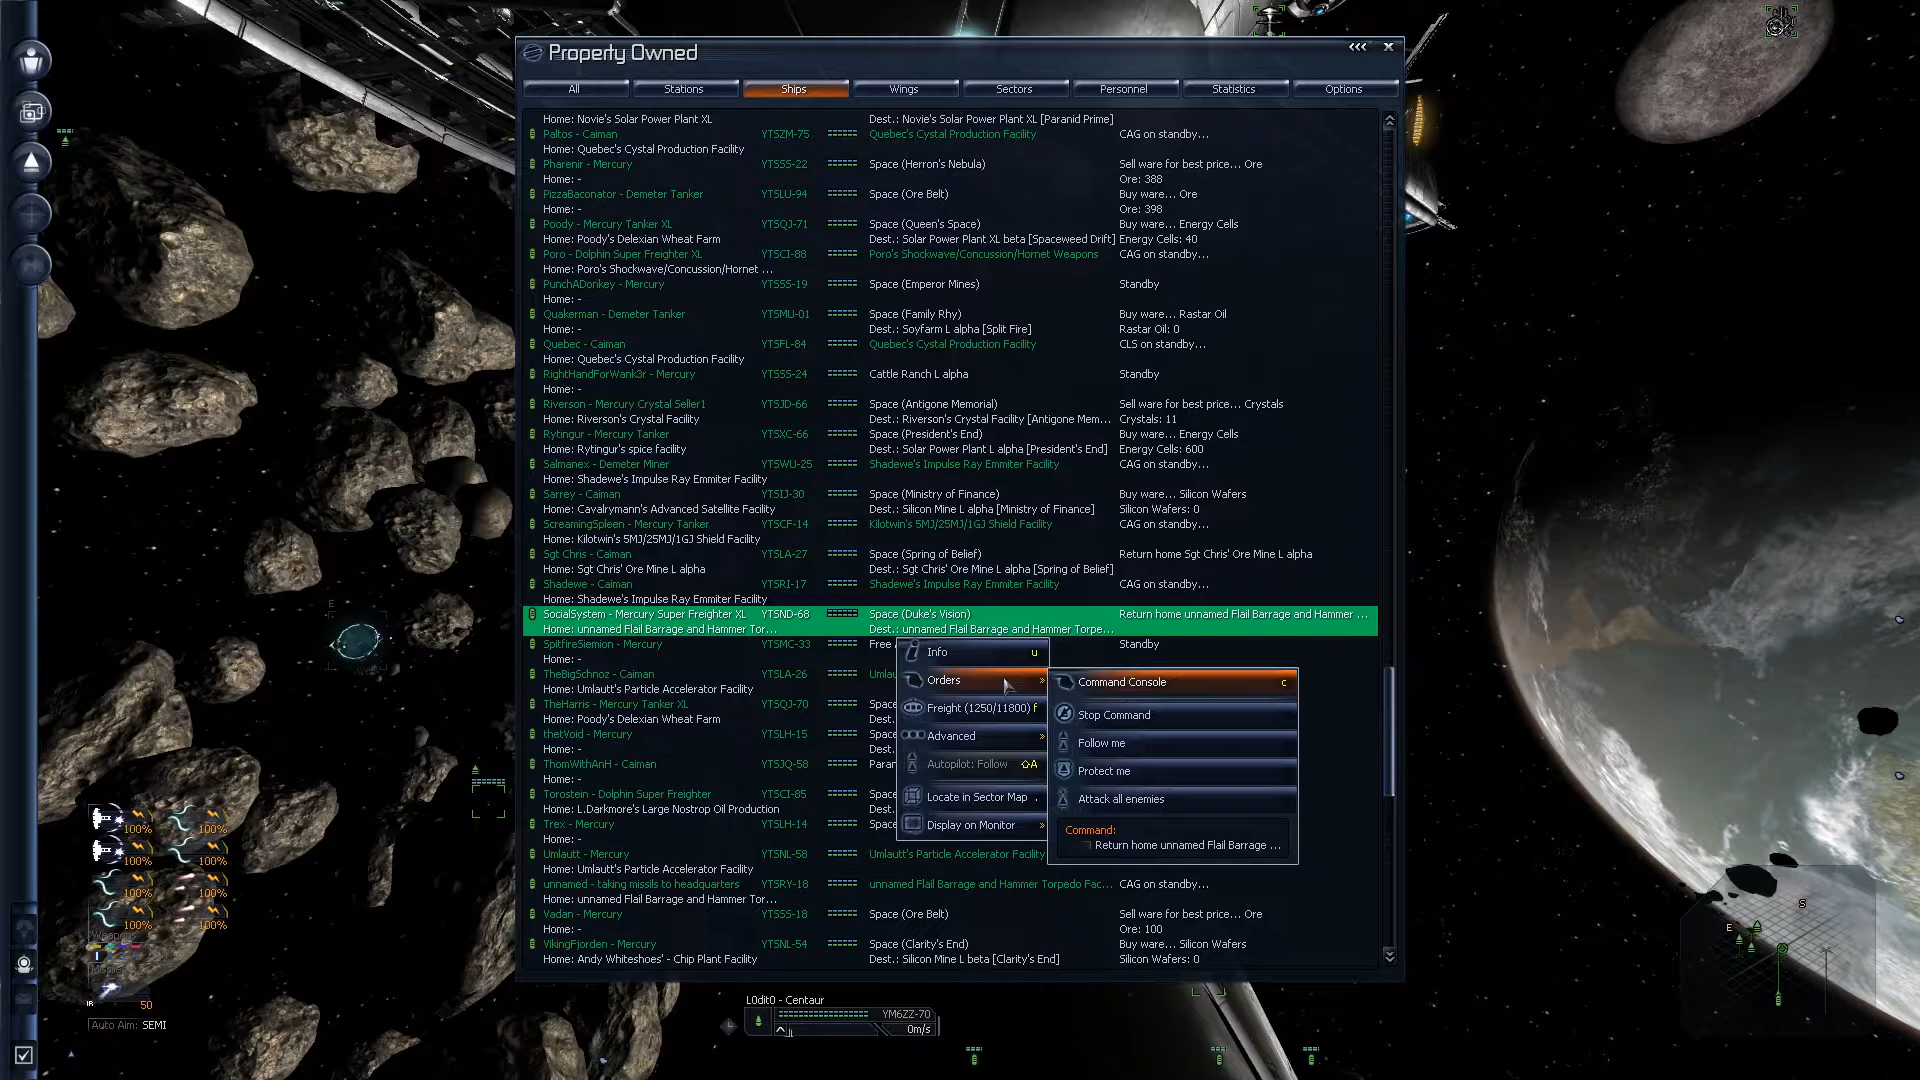 Property Owned
All Stations Ships Wings Sectors Personnel Statistics Options
Home: Novie's Solar Power Plant XL Dest.: Novie's Solar Power Plant XL [Paranid Prime]
Paltos - Caiman YTSZM-75 Quebec's Cystal Production Facility CAG on standby...
Home: Quebec's Cystal Production Facility
Pharenir - Mercury YTSSS-22 Space (Herron's Nebula) Sell ware for best price... Ore
Home: - Ore: 388
PizzaBaconator - Demeter Tanker YTSLU-94 Space (Ore Belt) Buy ware... Ore
Home: - Ore: 398
Poody - Mercury Tanker XL YTSQJ-71 Space (Queen's Space) Buy ware... Energy Cells
Home: Poody's Delexian Wheat Farm Dest.: Solar Power Plant XL beta [Spaceweed Drift] Energy Cells: 40
Poro - Dolphin Super Freighter XL YTSCI-88 Poro's Shockwave/Concussion/Hornet Weapons CAG on standby...
Home: Poro's Shockwave/Concussion/Hornet ...
PunchADonkey - Mercury YTSSS-19 Space (Emperor Mines) Standby
Home: -
Quakerman - Demeter Tanker YTSMU-01 Space (Family Rhy) Buy ware... Rastar Oil
Home: - Dest.: Soyfarm L alpha [Split Fire] Rastar Oil: 0
Quebec - Caiman YTSFL-84 Quebec's Cystal Production Facility CLS on standby...
Home: Quebec's Cystal Production Facility
RightHandForWank3r - Mercury YTSSS-24 Cattle Ranch L alpha Standby
Home: -
Riverson - Mercury Crystal Seller1 YTSJD-66 Space (Antigone Memorial) Sell ware for best price... Crystals
Home: Riverson's Crystal Facility Dest.: Riverson's Crystal Facility [Antigone Mem... Crystals: 11
Rytingur - Mercury Tanker YTSXC-66 Space (President's End) Buy ware... Energy Cells
Home: Rytingur's spice facility Dest.: Solar Power Plant L alpha [President's End] Energy Cells: 600
Salmanex - Demeter Miner YTSWU-25 Shadewe's Impulse Ray Emmiter Facility CAG on standby...
Home: Shadewe's Impulse Ray Emmiter Facility
Sarrey - Caiman YTSIJ-30 Space (Ministry of Finance) Buy ware... Silicon Wafers
Home: Cavalrymann's Advanced Satellite Facility Dest.: Silicon Mine L alpha [Ministry of Finance] Silicon Wafers: 0
ScreamingSpleen - Mercury Tanker YTSCF-14 Kilotwin's 5MJ/25MJ/1GJ Shield Facility CAG on standby...
Home: Kilotwin's 5MJ/25MJ/1GJ Shield Facility
Sgt Chris - Caiman YTSLA-27 Space (Spring of Belief) Return home Sgt Chris' Ore Mine L alpha
Home: Sgt Chris' Ore Mine L alpha Dest.: Sgt Chris' Ore Mine L alpha [Spring of Belief]
Shadewe - Caiman YTSRI-17 Shadewe's Impulse Ray Emmiter Facility CAG on standby...
Home: Shadewe's Impulse Ray Emmiter Facility
SocialSystem - Mercury Super Freighter XL YTSND-68 Space (Duke's Vision) Return home unnamed Flail Barrage and Hammer ...
Home: unnamed Flail Barrage and Hammer Tor... Dest.: unnamed Flail Barrage and Hammer Torpe...
SpitfireSiemion - Mercury YTSMC-33 Free Standby
Home: -
TheBigSchnoz - Caiman YTSLA-26 Umlau
Home: Umlautt's Particle Accelerator Facility
TheHarris - Mercury Tanker XL YTSQJ-70 Space
Home: Poody's Delexian Wheat Farm Dest.
thetVoid - Mercury YTSLH-15 Space
Home: - Dest.
ThomWithAnH - Caiman YTSJQ-58 Paran
Home: -
Torostein - Dolphin Super Freighter YTSCI-85 Space
Home: L.Darkmore's Large Nostrop Oil Production Dest.
Trex - Mercury YTSLH-14 Space
Home: - Dest.
Umlautt - Mercury YTSNL-58 Umlautt's Particle Accelerator Facility
Home: Umlautt's Particle Accelerator Facility
unnamed - taking missils to headquarters YTSRY-18 unnamed Flail Barrage and Hammer Torpedo Fac... CAG on standby...
Home: unnamed Flail Barrage and Hammer Tor...
Vadan - Mercury YTSSS-18 Space (Ore Belt) Sell ware for best price... Ore
Home: - Ore: 100
VikingFjorden - Mercury YTSNL-54 Space (Clarity's End) Buy ware... Silicon Wafers
Home: Andy Whiteshoes' - Chip Plant Facility Dest.: Silicon Mine L beta [Clarity's End] Silicon Wafers: 0
Info u
Orders »
Freight (1250/11800) f
Advanced »
Autopilot: Follow A
Locate in Sector Map .
Display on Monitor »
Command Console c
Stop Command
Follow me
Protect me
Attack all enemies
Command:
Return home unnamed Flail Barrage ...
100% 100%
100% 100%
100% 100%
100% 100%
Weapons
Missiles
IR 50
Auto Aim: SEMI
L0dit0 - Centaur
YM6ZZ-70
0m/s
E
S
E